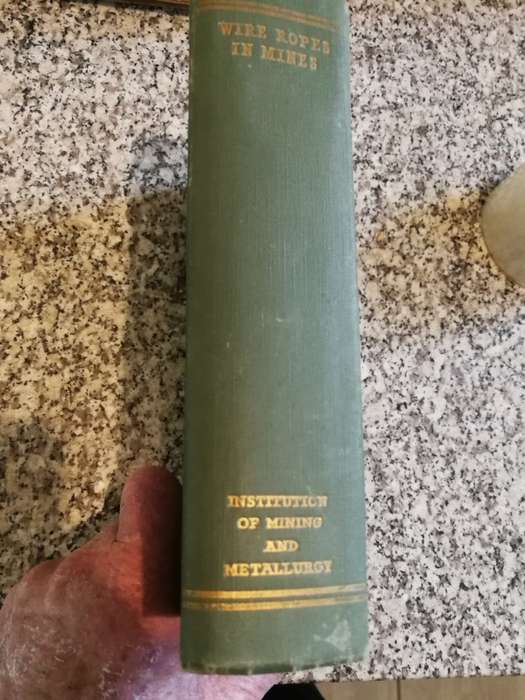 WIRE ROPES
IN MINES
INSTITUTION
OF MINING
AND
METALLURGY